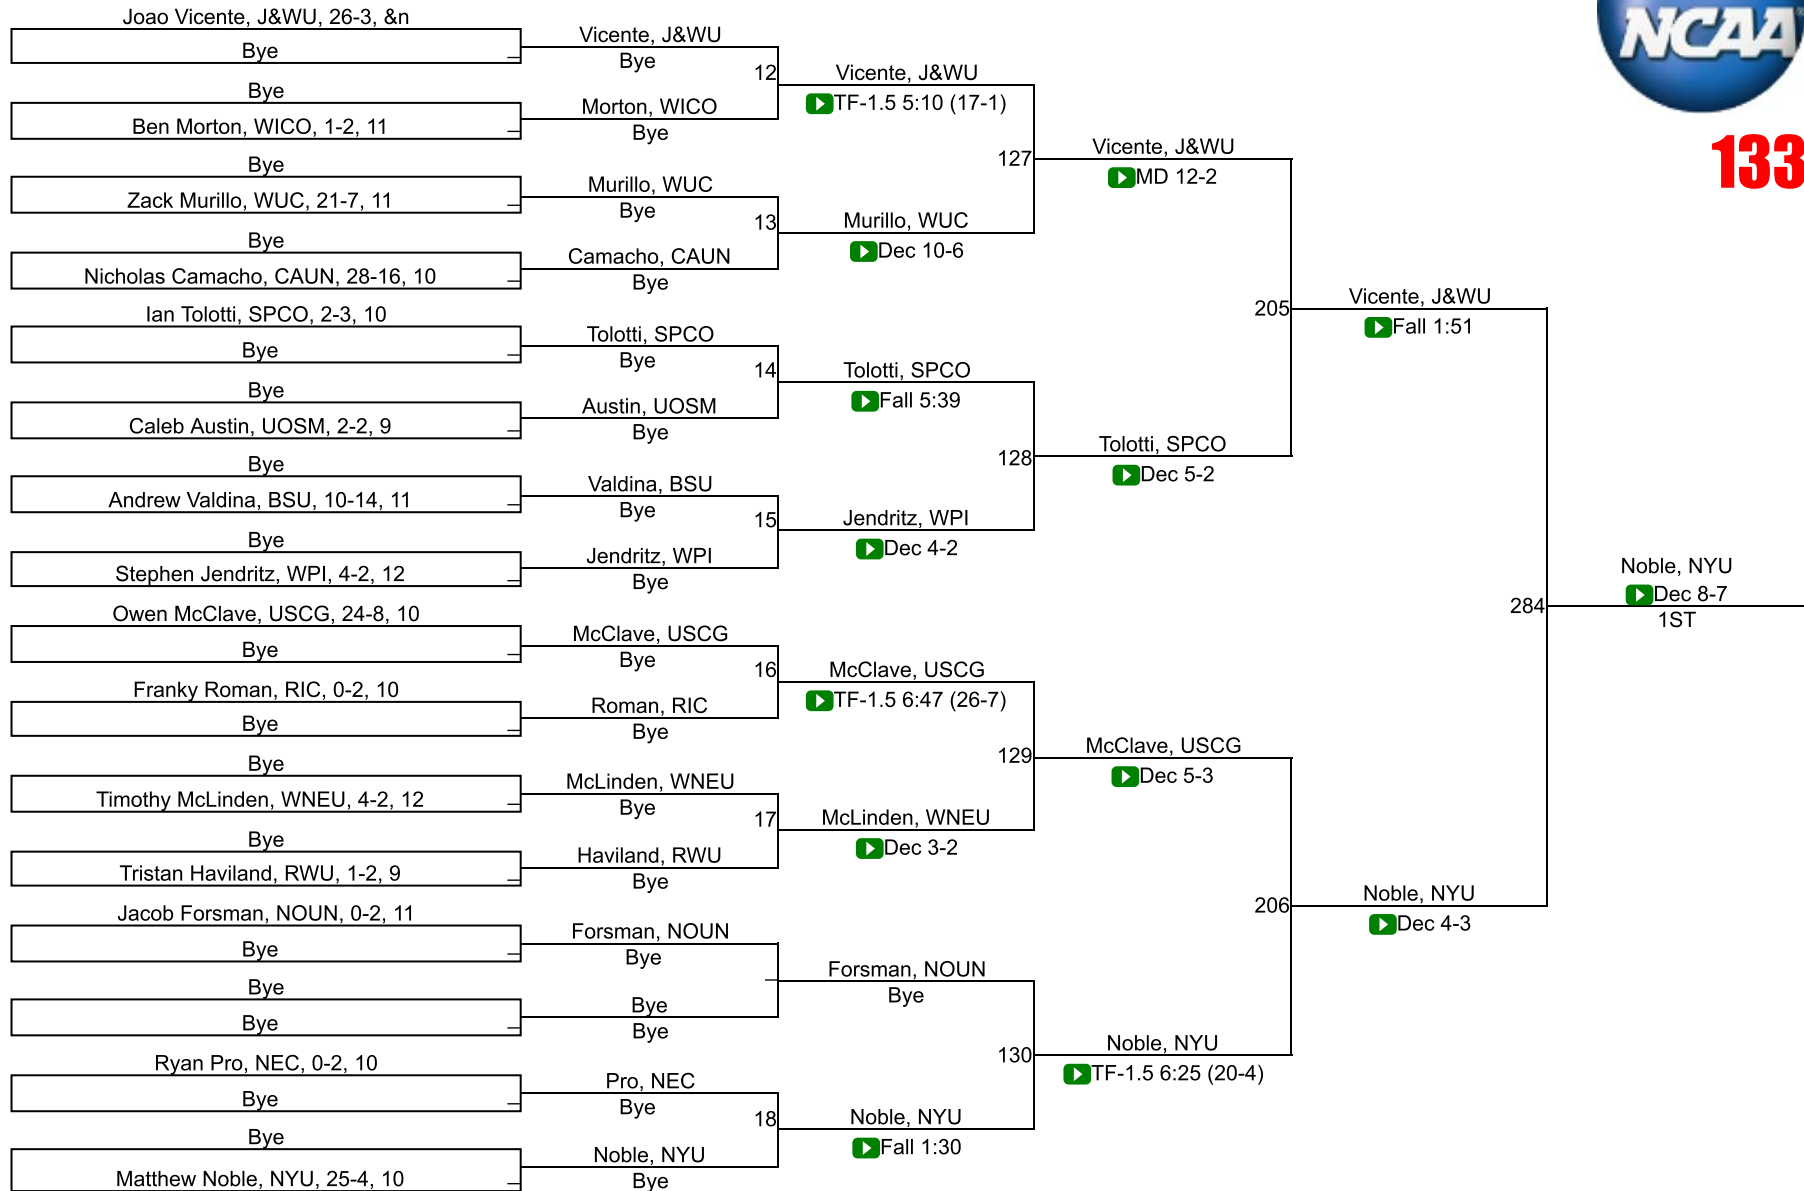 NCAA
133
Joao Vicente, J&WU, 26-3, &n
Bye
Bye
Ben Morton, WICO, 1-2, 11
Bye
Zack Murillo, WUC, 21-7, 11
Bye
Nicholas Camacho, CAUN, 28-16, 10
Ian Tolotti, SPCO, 2-3, 10
Bye
Bye
Caleb Austin, UOSM, 2-2, 9
Bye
Andrew Valdina, BSU, 10-14, 11
Bye
Stephen Jendritz, WPI, 4-2, 12
Owen McClave, USCG, 24-8, 10
Bye
Franky Roman, RIC, 0-2, 10
Bye
Bye
Timothy McLinden, WNEU, 4-2, 12
Bye
Tristan Haviland, RWU, 1-2, 9
Jacob Forsman, NOUN, 0-2, 11
Bye
Bye
Bye
Ryan Pro, NEC, 0-2, 10
Bye
Bye
Matthew Noble, NYU, 25-4, 10
Vicente, J&WU
Bye
12
Morton, WICO
Bye
Murillo, WUC
Bye
13
Camacho, CAUN
Bye
Tolotti, SPCO
Bye
14
Austin, UOSM
Bye
Valdina, BSU
Bye
15
Jendritz, WPI
Bye
McClave, USCG
Bye
16
Roman, RIC
Bye
McLinden, WNEU
Bye
17
Haviland, RWU
Bye
Forsman, NOUN
Bye
Bye
Bye
Pro, NEC
Bye
18
Noble, NYU
Bye
Vicente, J&WU
TF-1.5 5:10 (17-1)
127
Murillo, WUC
Dec 10-6
Tolotti, SPCO
Fall 5:39
128
Jendritz, WPI
Dec 4-2
McClave, USCG
TF-1.5 6:47 (26-7)
129
McLinden, WNEU
Dec 3-2
Forsman, NOUN
Bye
130
Noble, NYU
Fall 1:30
Vicente, J&WU
MD 12-2
205
Tolotti, SPCO
Dec 5-2
McClave, USCG
Dec 5-3
206
Noble, NYU
TF-1.5 6:25 (20-4)
Vicente, J&WU
Fall 1:51
284
Noble, NYU
Dec 4-3
Noble, NYU
Dec 8-7
1ST